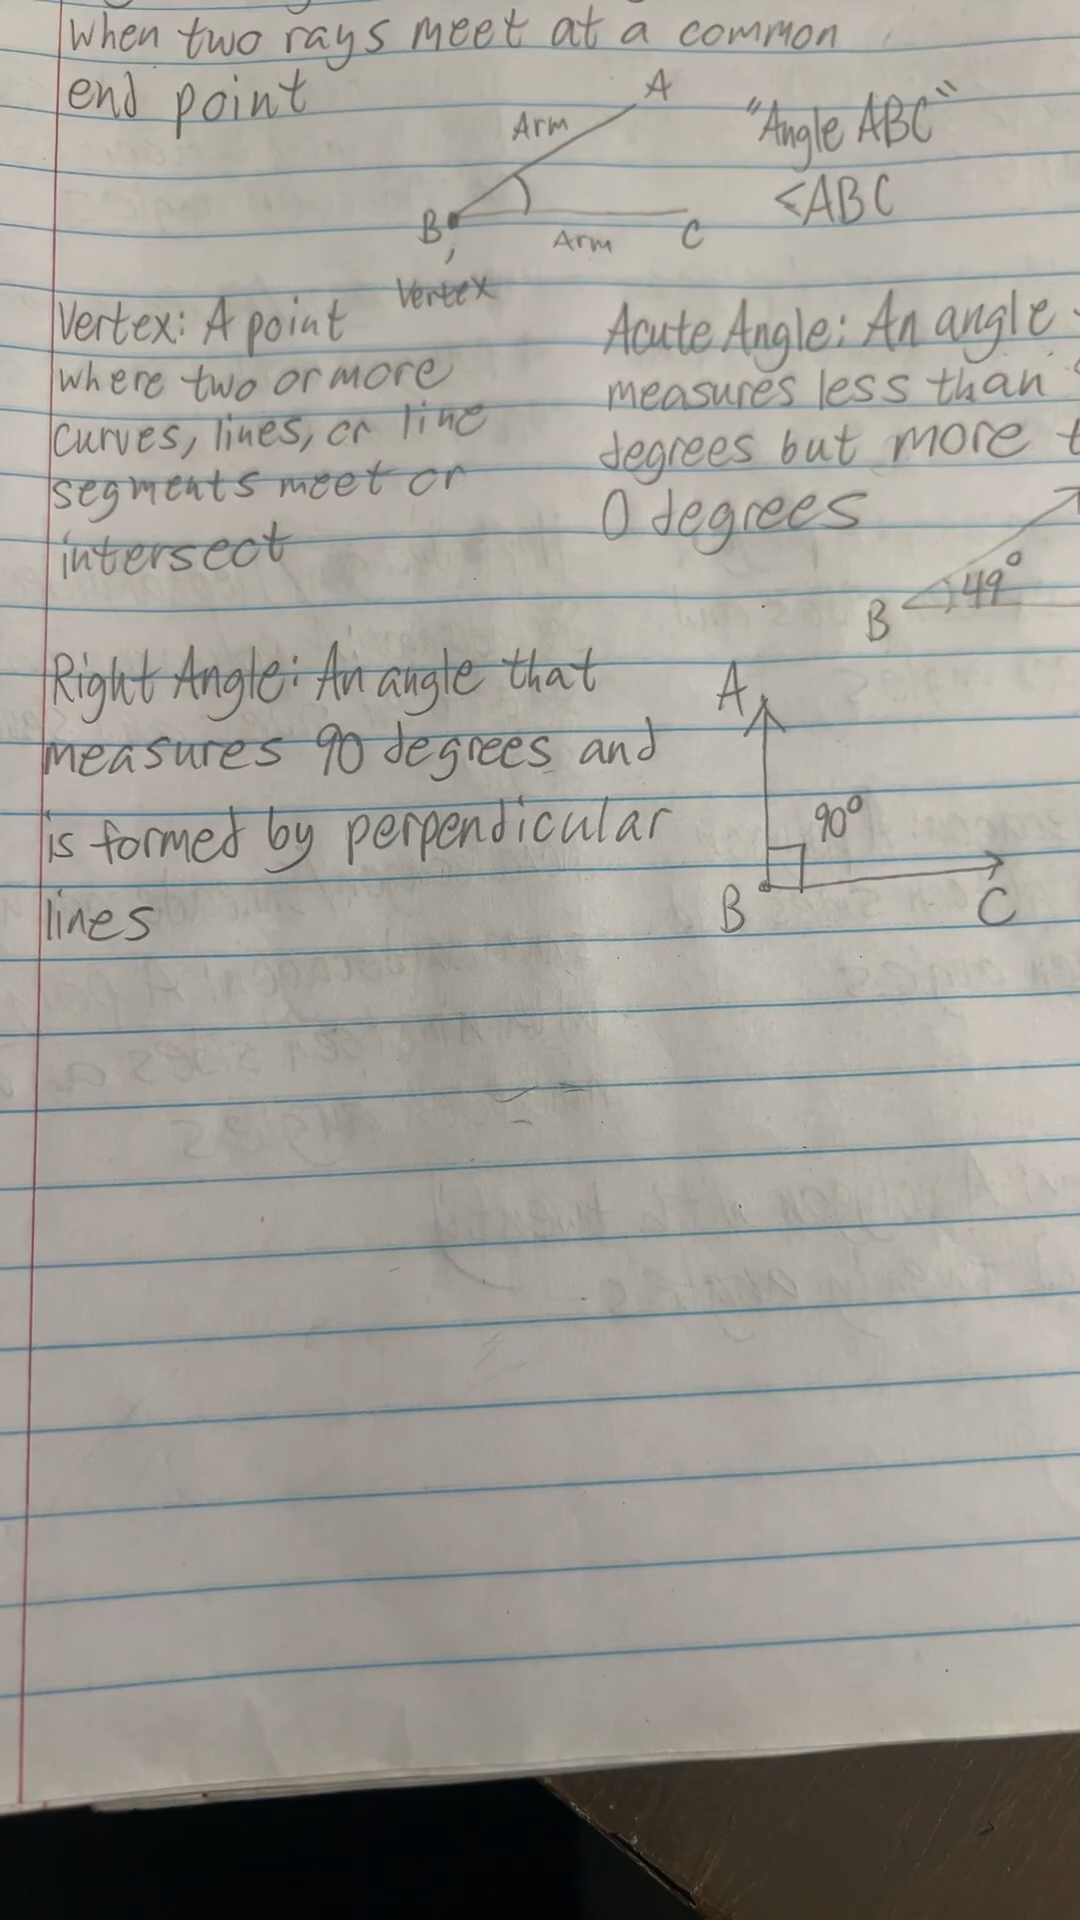 when two rays meet at a common
end point
A
Arm
"Angle ABC"
<ABC
B
Arm
C
Vertex
Vertex: A point
where two or more
curves, lines, or line
segments meet or
intersect
Acute Angle: An angle
measures less than
degrees but more
0 degrees
49°
B
Right Angle: An angle that
measures 90 degrees and
is formed by perpendicular
lines
A
90°
B
C